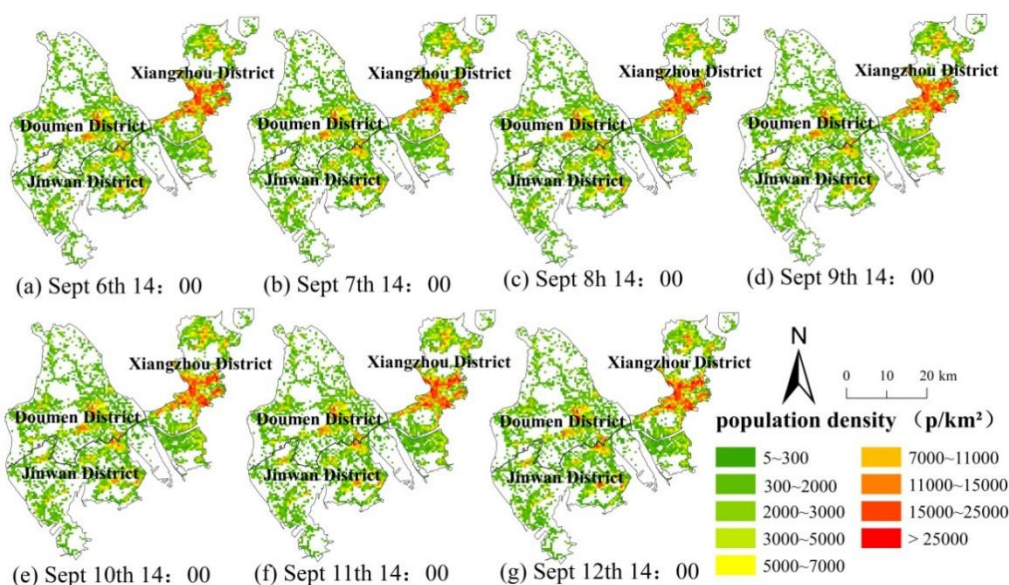 Xiangzhou District
Doumen District
Jinwan District
(a) Sept 6th 14：00
Xiangzhou District
Doumen District
Jinwan District
(b) Sept 7th 14：00
Xiangzhou District
Doumen District
Jinwan District
(c) Sept 8h 14：00
Xiangzhou District
Doumen District
Jinwan District
(d) Sept 9th 14：00
Xiangzhou District
Doumen District
Jinwan District
(e) Sept 10th 14：00
Xiangzhou District
Doumen District
Jinwan District
(f) Sept 11th 14：00
Xiangzhou District
Doumen District
Jinwan District
(g) Sept 12th 14：00
N
0 10 20 km
population density （p/km²）
5~300
300~2000
2000~3000
3000~5000
5000~7000
7000~11000
11000~15000
15000~25000
> 25000